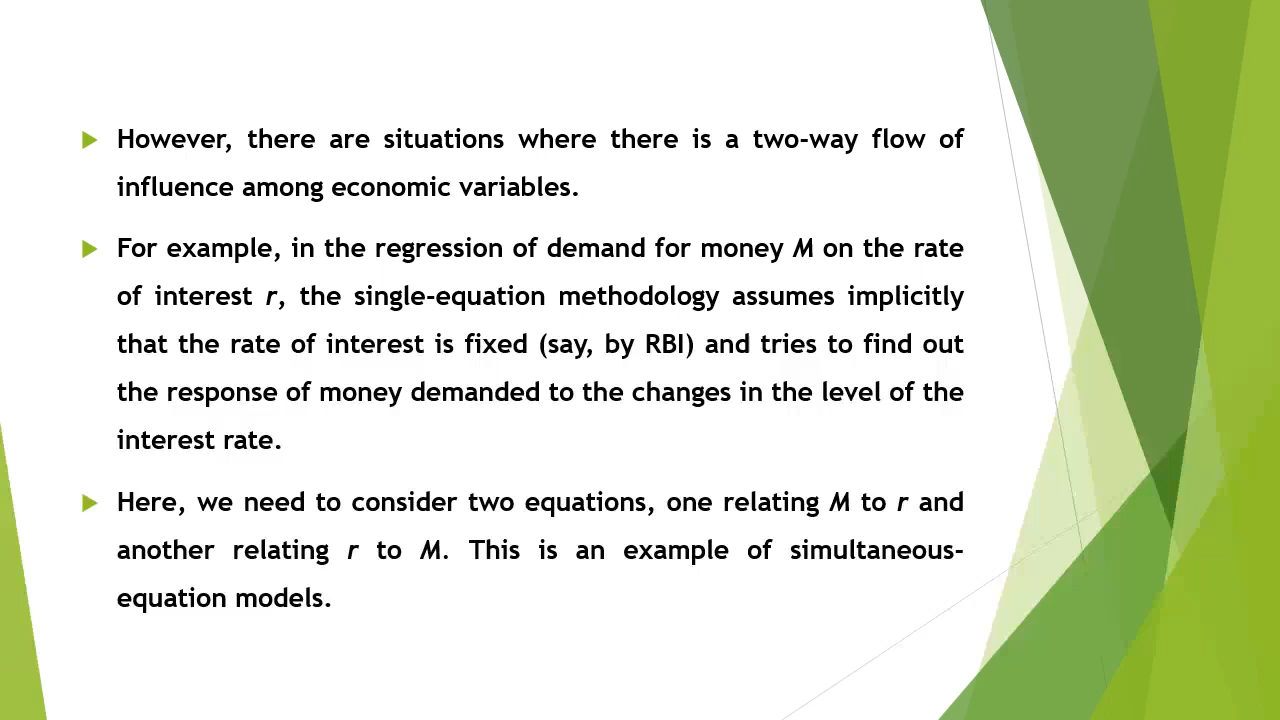 However, there are situations where there is a two-way flow of
influence among economic variables.
For example, in the regression of demand for money M on the rate
of interest r, the single-equation methodology assumes implicitly
that the rate of interest is fixed (say, by RBI) and tries to find out
the response of money demanded to the changes in the level of the
interest rate.
Here, we need to consider two equations, one relating M to r and
another relating r to M. This is an example of simultaneous-
equation models.